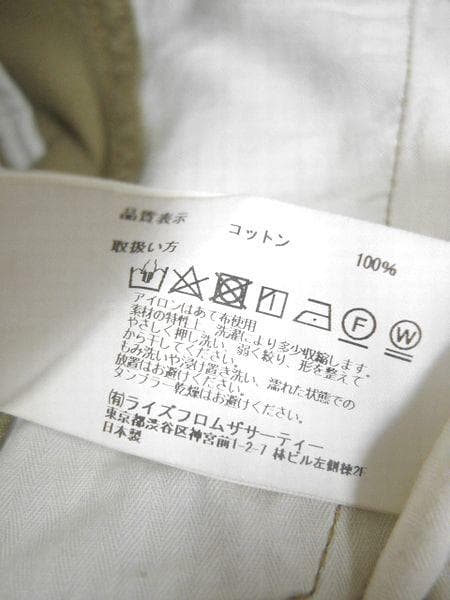 品質表示 コットン 100%
取扱い方
アイロンはあて布使用
素材の特性上、洗濯により多少収縮します。
やさしく押し洗い、弱く絞り、形を整えて
から干してください。
もみ洗いや浸け置き洗い、濡れた状態での
放置はお避けください。
タンブラー乾燥はお避けください。
(有)ライズフロムザサーティー
東京都渋谷区神宮前1-2-7 林ビル左側棟2F
日本製